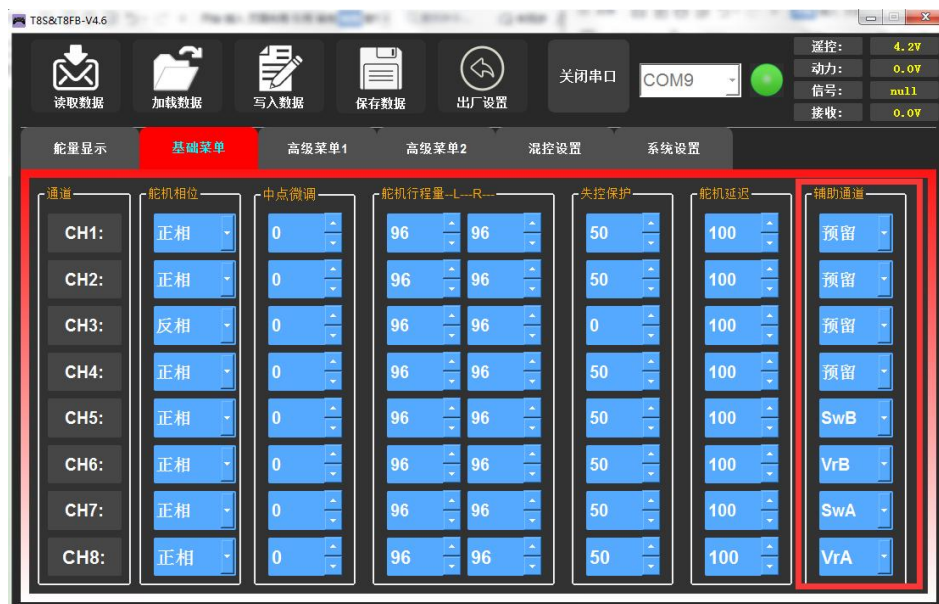 T8S&T8FB-V4.6
读取数据 加载数据 写入数据 保存数据 出厂设置 关闭串口 COM9
遥控: 4.2V
动力: 0.0V
信号: null
接收: 0.0V
舵量显示 基础菜单 高级菜单1 高级菜单2 混控设置 系统设置
通道 舵机相位 中点微调 舵机行程量--L---R--- 失控保护 舵机延迟 辅助通道
CH1: 正相 0 96 96 50 100 预留
CH2: 正相 0 96 96 50 100 预留
CH3: 反相 0 96 96 0 100 预留
CH4: 正相 0 96 96 50 100 预留
CH5: 正相 0 96 96 50 100 SwB
CH6: 正相 0 96 96 50 100 VrB
CH7: 正相 0 96 96 50 100 SwA
CH8: 正相 0 96 96 50 100 VrA